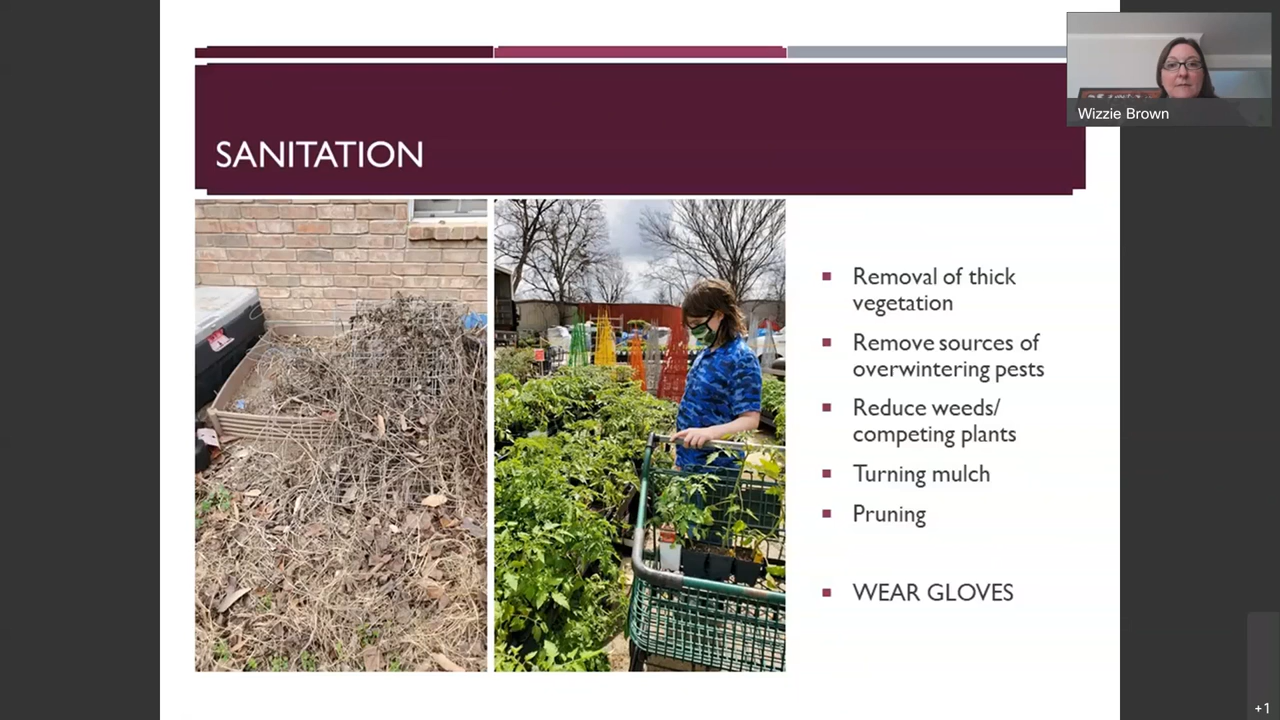 Wizzie Brown
SANITATION
Removal of thick
vegetation
Remove sources of
overwintering pests
Reduce weeds/
competing plants
Turning mulch
Pruning
WEAR GLOVES
+1